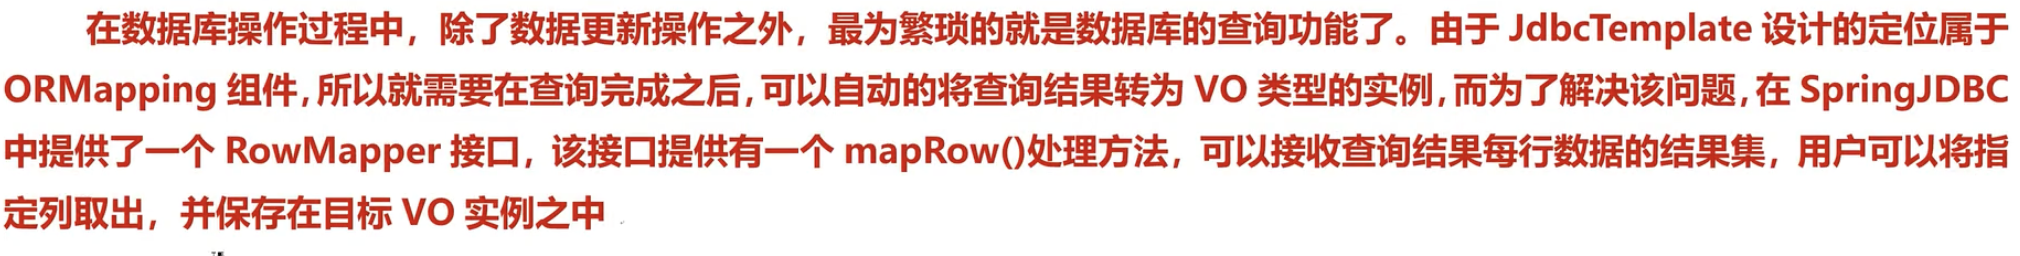 在数据库操作过程中，除了数据更新操作之外，最为繁琐的就是数据库的查询功能了。由于 JdbcTemplate 设计的定位属于
ORMapping 组件，所以就需要在查询完成之后，可以自动的将查询结果转为 VO 类型的实例，而为了解决该问题，在 SpringJDBC
中提供了一个 RowMapper 接口，该接口提供有一个 mapRow()处理方法，可以接收查询结果每行数据的结果集，用户可以将指
定列取出，并保存在目标 VO 实例之中